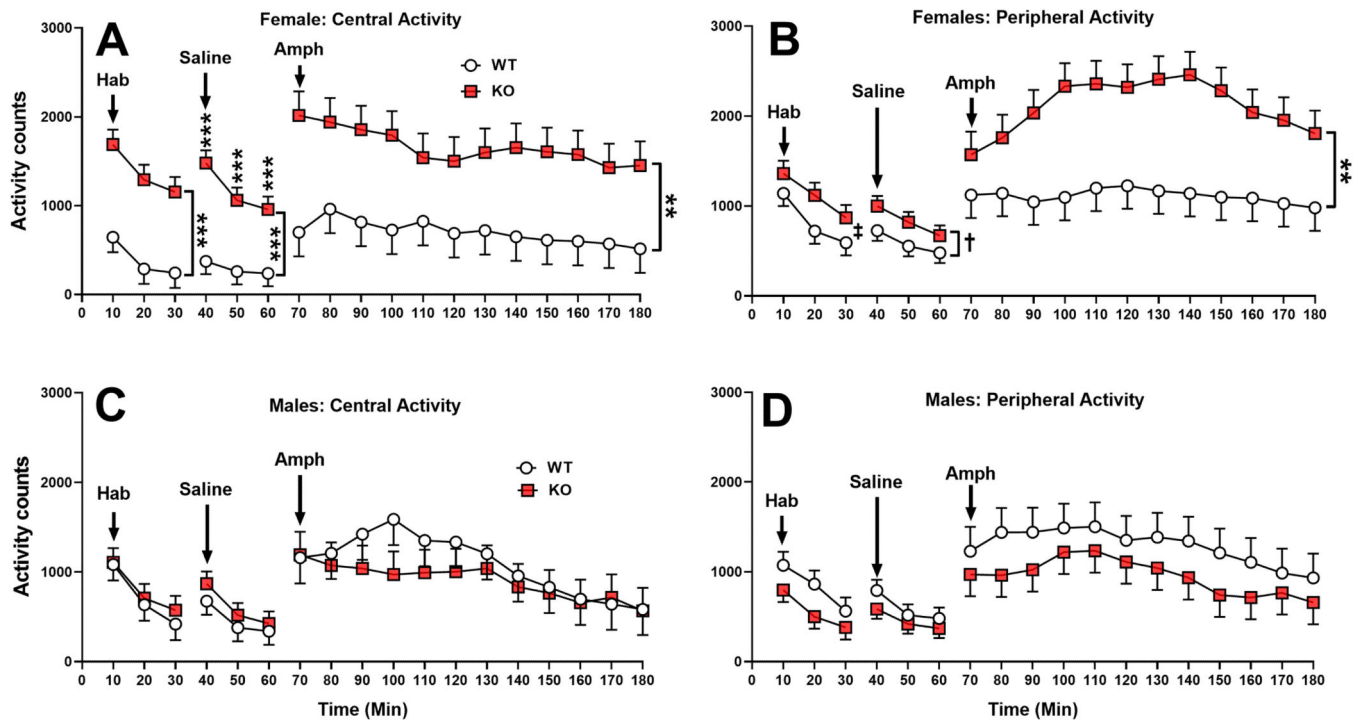 A
Female: Central Activity
3000
2000
1000
0
Activity counts
Hab
Saline
Amph
WT
KO
***
***
***
***
***
**
0 10 20 30 40 50 60 70 80 90 100 110 120 130 140 150 160 170 180
B
Females: Peripheral Activity
3000
2000
1000
0
Hab
Saline
Amph
‡
†
**
0 10 20 30 40 50 60 70 80 90 100 110 120 130 140 150 160 170 180
C
Males: Central Activity
3000
2000
1000
0
Activity counts
Hab
Saline
Amph
WT
KO
0 10 20 30 40 50 60 70 80 90 100 110 120 130 140 150 160 170 180
Time (Min)
D
Males: Peripheral Activity
3000
2000
1000
0
Hab
Saline
Amph
0 10 20 30 40 50 60 70 80 90 100 110 120 130 140 150 160 170 180
Time (Min)